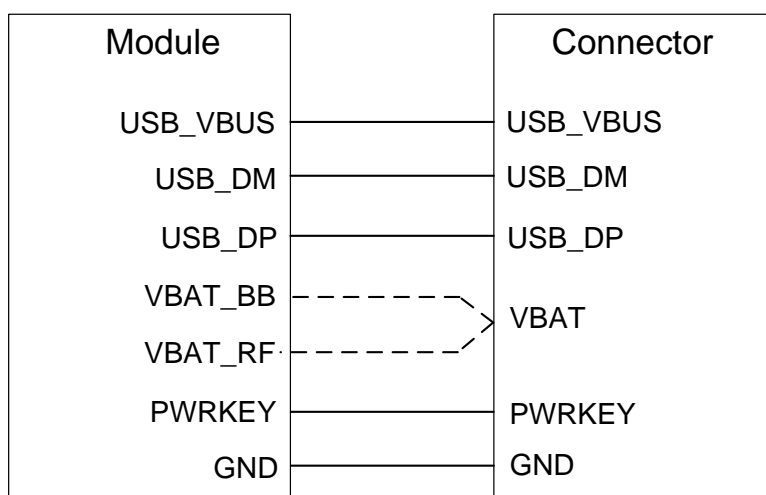 Module Connector
USB_VBUS USB_VBUS
USB_DM USB_DM
USB_DP USB_DP
VBAT_BB
VBAT
VBAT_RF
PWRKEY PWRKEY
GND GND